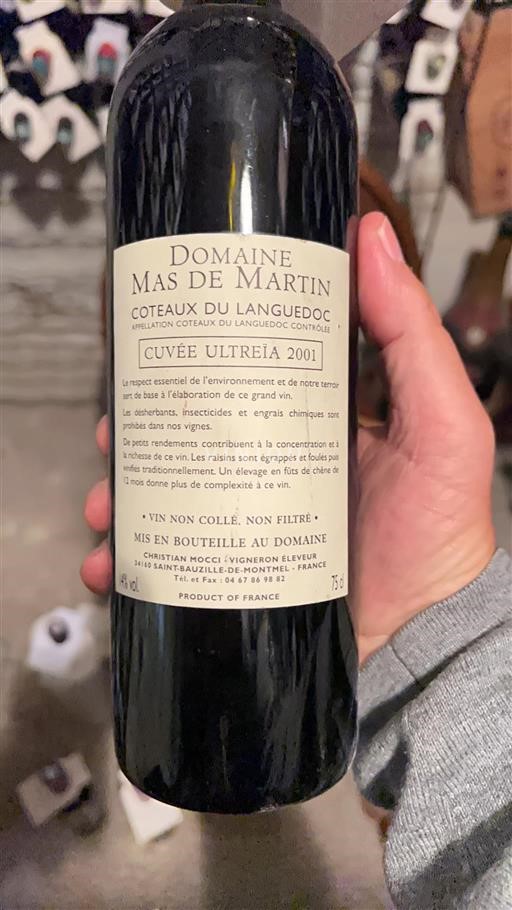 DOMAINE
MAS DE MARTIN
COTEAUX DU LANGUEDOC
APPELLATION COTEAUX DU LANGUEDOC CONTRÔLÉE
CUVÉE ULTREÏA 2001
Le respect essentiel de l'environnement et de notre terroir
sert de base à l'élaboration de ce grand vin.
Les désherbants, insecticides et engrais chimiques sont
prohibés dans nos vignes.
De petits rendements contribuent à la concentration et à
la richesse de ce vin. Les raisins sont égrappés et foulés puis
vinifiés traditionnellement. Un élevage en fûts de chêne de
12 mois donne plus de complexité à ce vin.
• VIN NON COLLÉ, NON FILTRÉ •
MIS EN BOUTEILLE AU DOMAINE
CHRISTIAN MOCCI - VIGNERON ÉLEVEUR
34160 SAINT-BAUZILLE-DE-MONTMEL - FRANCE
Tél. et Fax : 04 67 86 98 82
14% vol. 75 cl
PRODUCT OF FRANCE